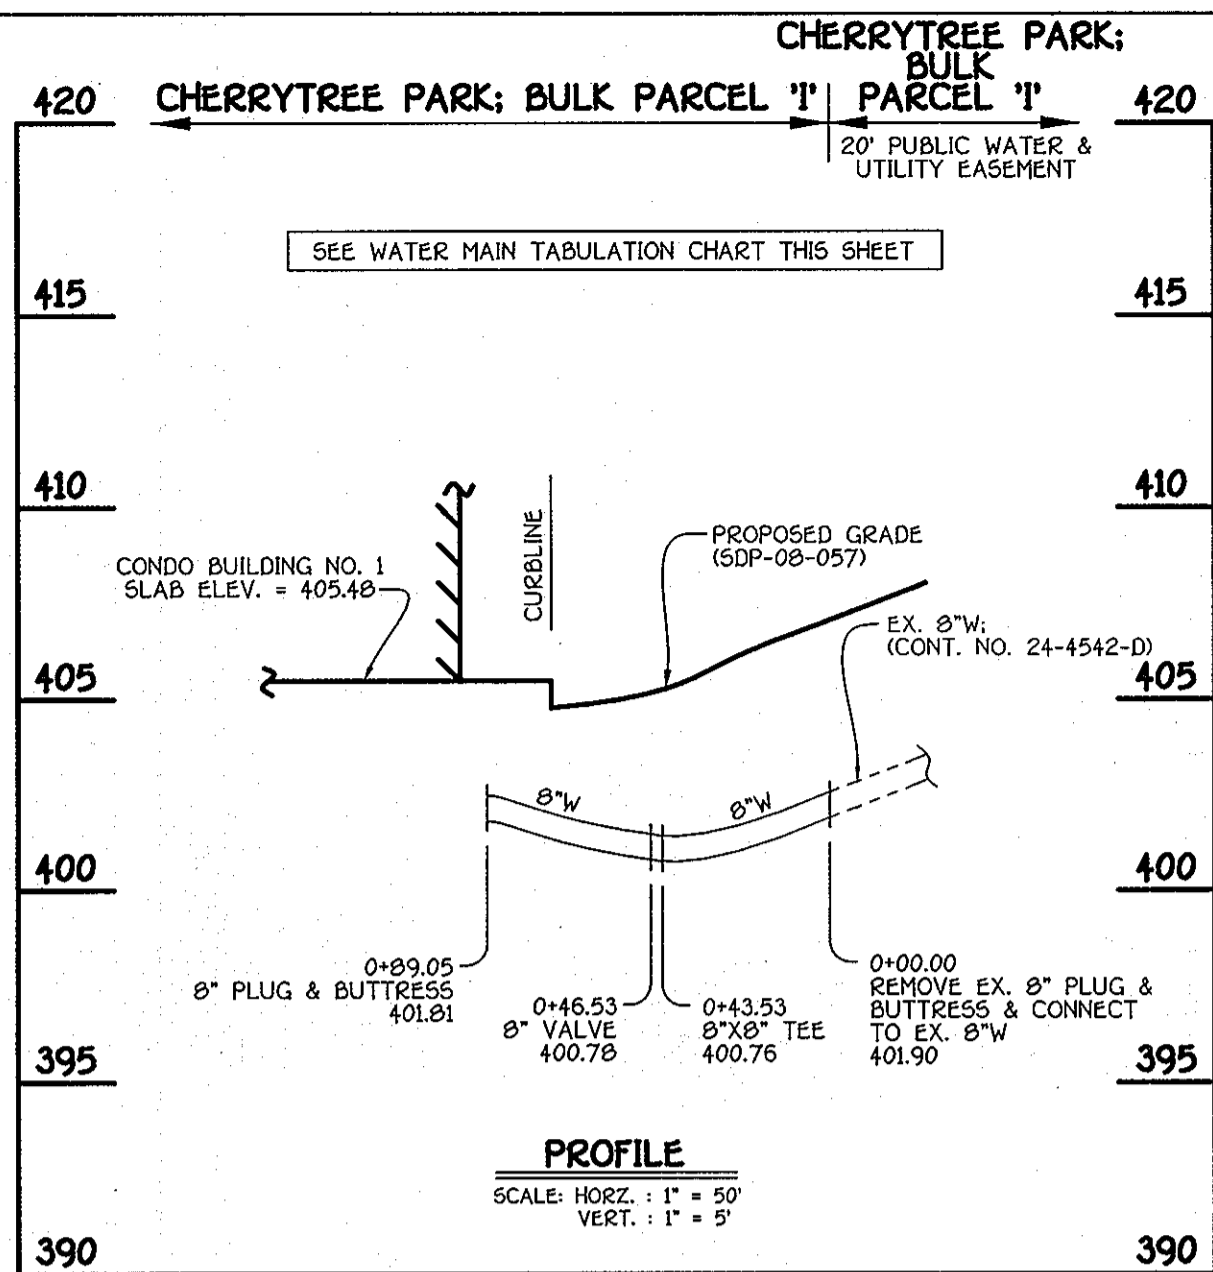 CHERRYTREE PARK;
BULK
CHERRYTREE PARK; BULK PARCEL 'I'
PARCEL 'I'
420
420
20' PUBLIC WATER &
UTILITY EASEMENT
SEE WATER MAIN TABULATION CHART THIS SHEET
415
415
410
410
CURBLINE
PROPOSED GRADE
(SDP-08-057)
CONDO BUILDING NO. 1
SLAB ELEV. = 405.48
EX. 8"W;
(CONT. NO. 24-4542-D)
405
405
8"W
8"W
400
400
0+89.05
8" PLUG & BUTTRESS
401.81
0+46.53
8" VALVE
400.78
0+43.53
8"X8" TEE
400.76
0+00.00
REMOVE EX. 8" PLUG &
BUTTRESS & CONNECT
TO EX. 8"W
401.90
395
395
PROFILE
SCALE: HORZ. : 1" = 50'
VERT. : 1" = 5'
390
390